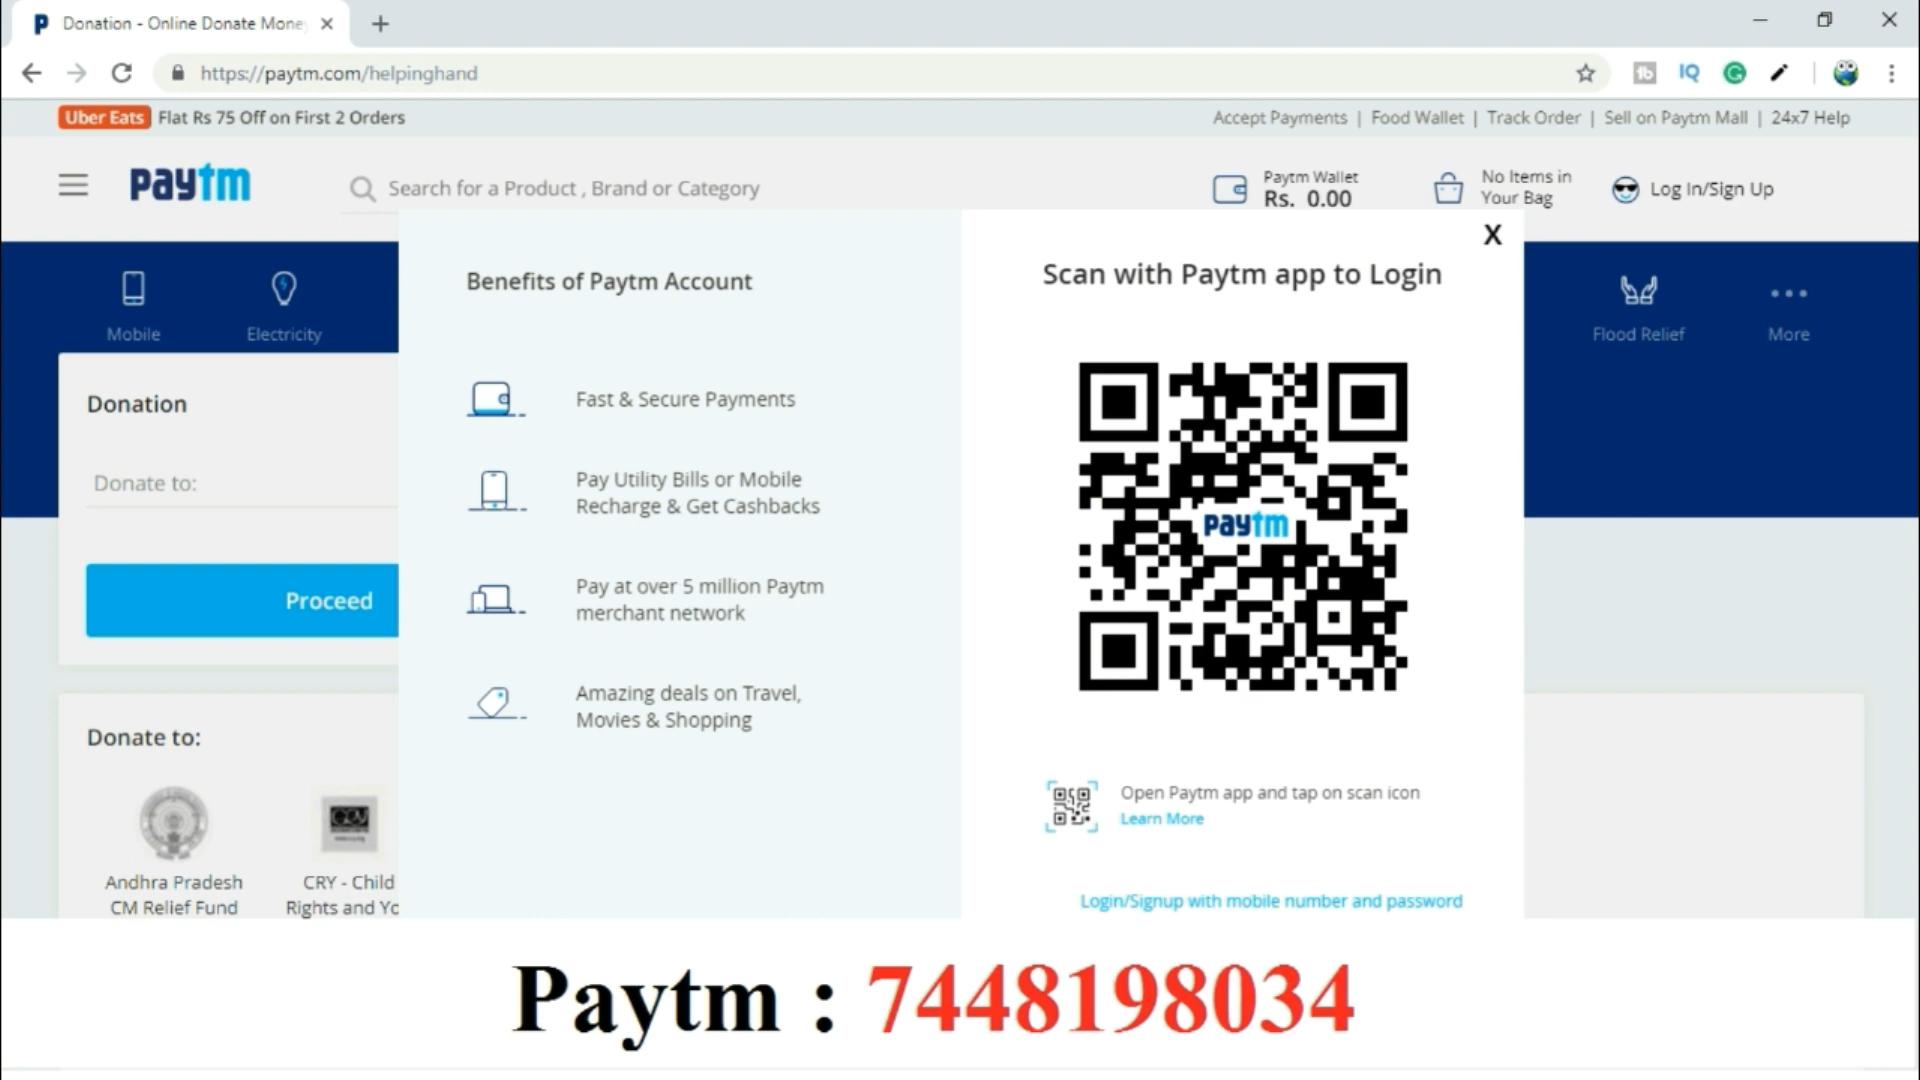 Donation - Online Donate Mone
https://paytm.com/helpinghand
Uber Eats Flat Rs 75 Off on First 2 Orders
Accept Payments | Food Wallet | Track Order | Sell on Paytm Mall | 24x7 Help
paytm
Search for a Product , Brand or Category
Paytm Wallet
Rs. 0.00
No Items in
Your Bag
Log In/Sign Up
Mobile
Electricity
Flood Relief
More
Donation
Donate to:
Proceed
Donate to:
Andhra Pradesh
CM Relief Fund
CRY - Child
Rights and Yo
Benefits of Paytm Account
Fast & Secure Payments
Pay Utility Bills or Mobile
Recharge & Get Cashbacks
Pay at over 5 million Paytm
merchant network
Amazing deals on Travel,
Movies & Shopping
X
Scan with Paytm app to Login
paytm
Open Paytm app and tap on scan icon
Learn More
Login/Signup with mobile number and password
Paytm : 7448198034